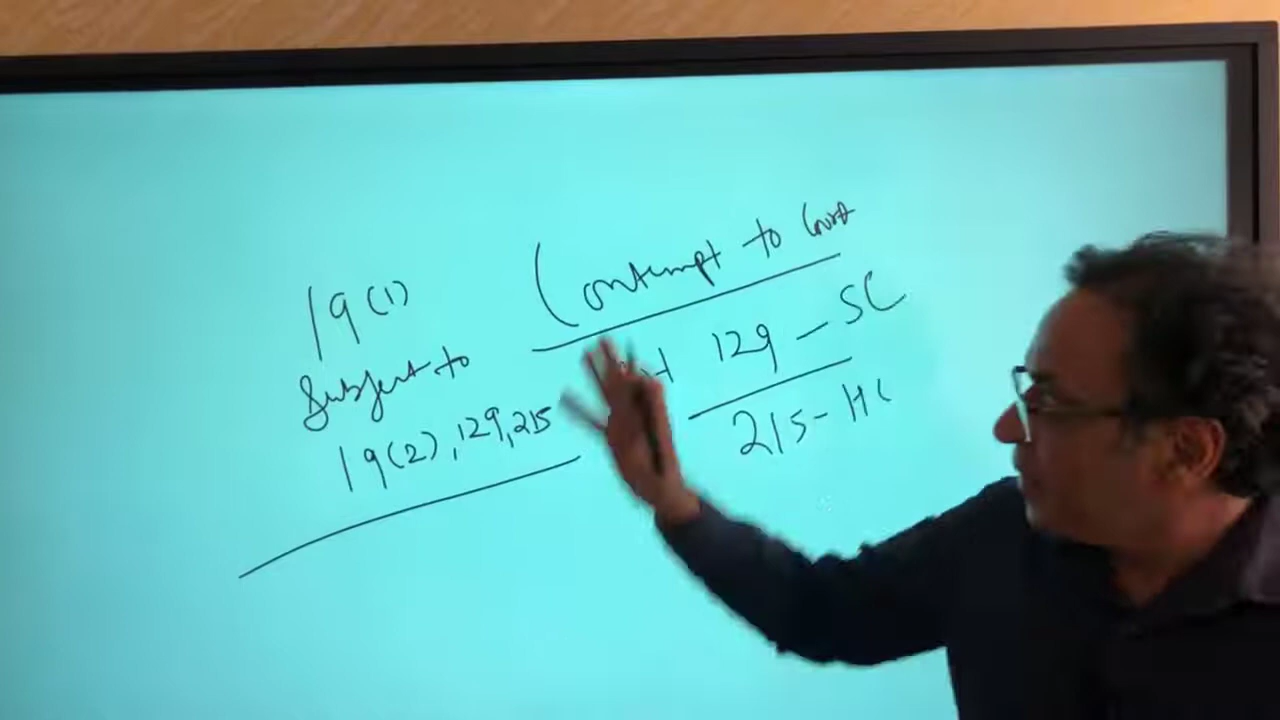 19(1)
Subject to
19(2), 129, 215
Contempt to Court
129 - SC
215 - HC